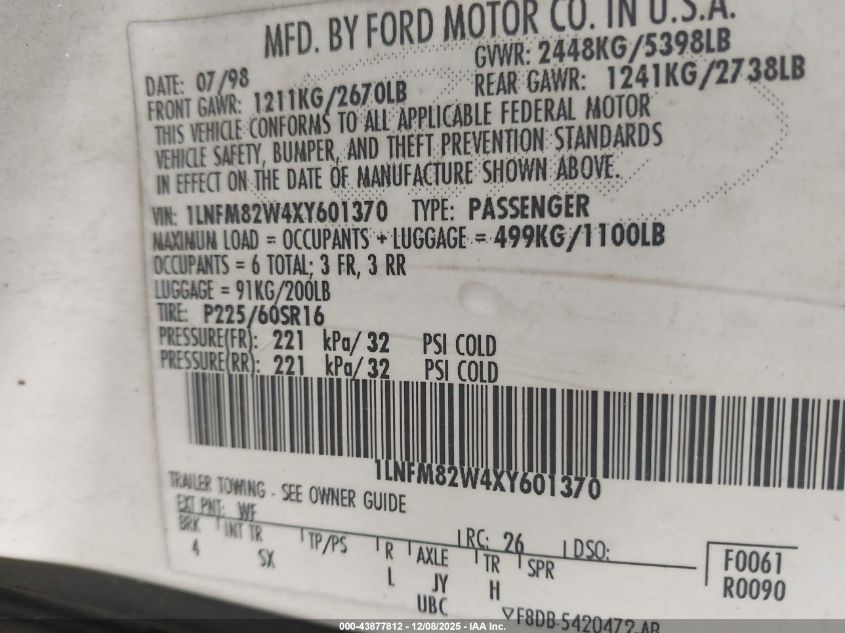 MFD. BY FORD MOTOR CO. IN U.S.A.
DATE: 07/98 GVWR: 2448KG/5398LB
FRONT GAWR: 1211KG/2670LB REAR GAWR: 1241KG/2738LB
THIS VEHICLE CONFORMS TO ALL APPLICABLE FEDERAL MOTOR
VEHICLE SAFETY, BUMPER, AND THEFT PREVENTION STANDARDS
IN EFFECT ON THE DATE OF MANUFACTURE SHOWN ABOVE.
VIN: 1LNFM82W4XY601370 TYPE: PASSENGER
MAXIMUM LOAD = OCCUPANTS + LUGGAGE = 499KG/1100LB
OCCUPANTS = 6 TOTAL; 3 FR, 3 RR
LUGGAGE = 91KG/200LB
TIRE: P225/60SR16
PRESSURE(FR): 221 kPa/ 32 PSI COLD
PRESSURE(RR): 221 kPa/ 32 PSI COLD
1LNFM82W4XY601370
TRAILER TOWING - SEE OWNER GUIDE
EXT PNT: WF RC: 26 DSO: F0061
BRK INT TR TP/PS R AXLE TR SPR R0090
4 SX L JY H
UBC ▽F8DB-5420472-AB
000-43877812 - 12/08/2025 - IAA Inc.